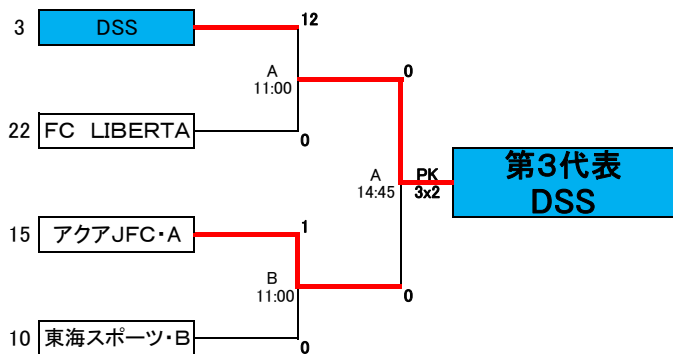 3 DSS 12
A
11:00
0
22 FC LIBERTA 0
A
14:45
PK
3x2
第3代表
DSS
15 アクアJFC・A 1
B
11:00
0
10 東海スポーツ・B 0